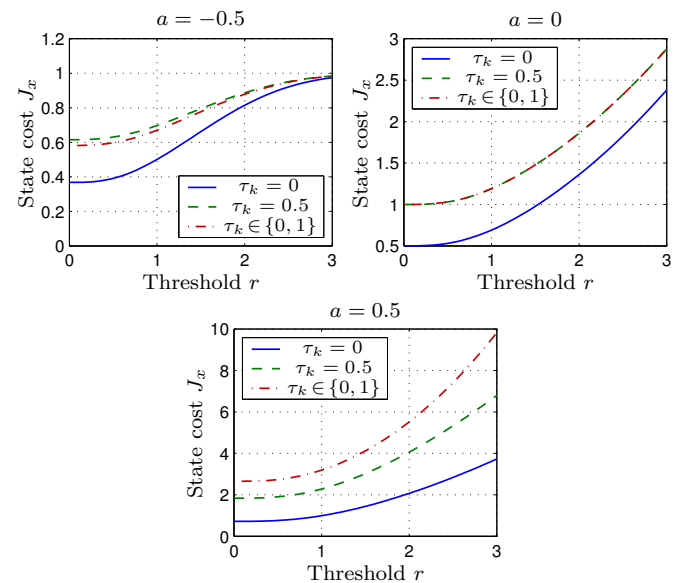 a = −0.5
State cost J_x
1.2
1
0.8
0.6
0.4
0.2
0
τ_k = 0
τ_k = 0.5
τ_k ∈ {0, 1}
0 1 2 3
Threshold r
a = 0
State cost J_x
3
2.5
2
1.5
1
0.5
τ_k = 0
τ_k = 0.5
τ_k ∈ {0, 1}
0 1 2 3
Threshold r
a = 0.5
State cost J_x
10
8
6
4
2
0
τ_k = 0
τ_k = 0.5
τ_k ∈ {0, 1}
0 1 2 3
Threshold r